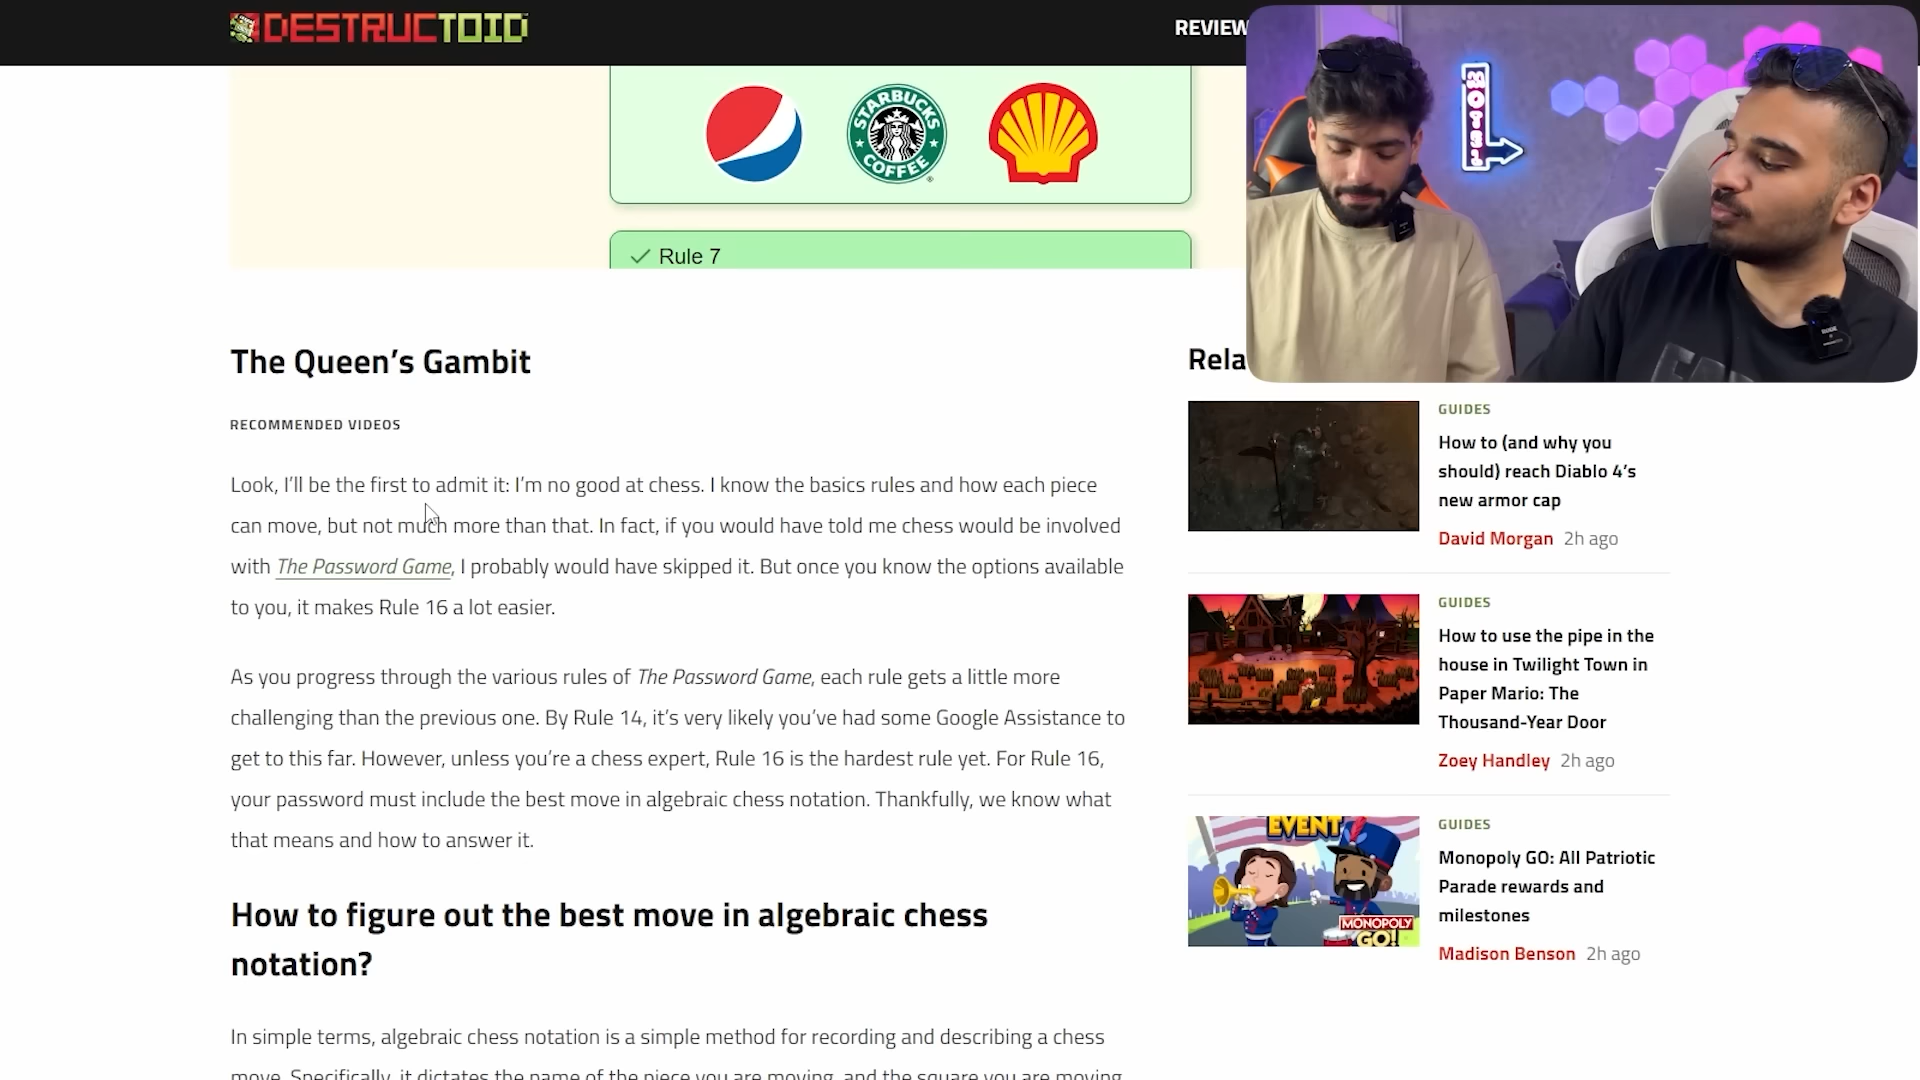 DESTRUCTOID
REVIEW
STARBUCKS
COFFEE
MOTEL
Rule 7
The Queen's Gambit
RECOMMENDED VIDEOS
Look, I'll be the first to admit it: I'm no good at chess. I know the basics rules and how each piece
can move, but not much more than that. In fact, if you would have told me chess would be involved
with The Password Game, I probably would have skipped it. But once you know the options available
to you, it makes Rule 16 a lot easier.
As you progress through the various rules of The Password Game, each rule gets a little more
challenging than the previous one. By Rule 14, it's very likely you've had some Google Assistance to
get to this far. However, unless you're a chess expert, Rule 16 is the hardest rule yet. For Rule 16,
your password must include the best move in algebraic chess notation. Thankfully, we know what
that means and how to answer it.
How to figure out the best move in algebraic chess
notation?
In simple terms, algebraic chess notation is a simple method for recording and describing a chess
move. Specifically, it dictates the name of the piece you are moving, and the square you are moving
Rela
GUIDES
How to (and why you
should) reach Diablo 4's
new armor cap
David Morgan 2h ago
GUIDES
How to use the pipe in the
house in Twilight Town in
Paper Mario: The
Thousand-Year Door
Zoey Handley 2h ago
EVENT
MONOPOLY
GO!
GUIDES
Monopoly GO: All Patriotic
Parade rewards and
milestones
Madison Benson 2h ago